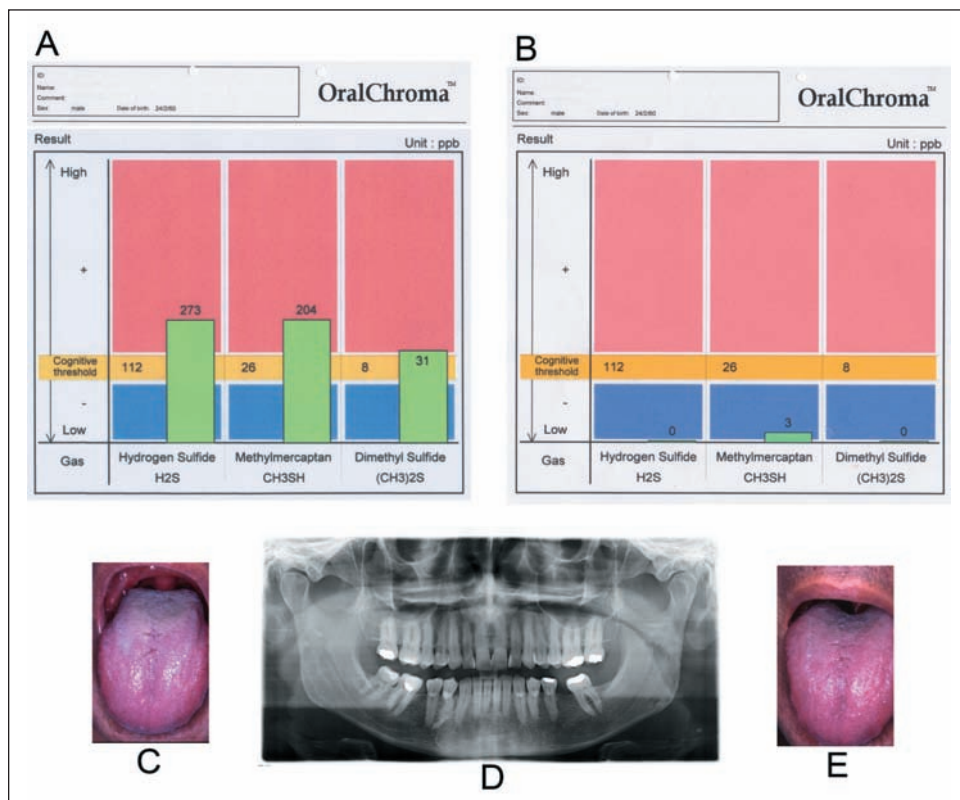 A
ID:
Name:
Comment:
Sex: male Date of birth: 24/2/60
OralChroma™
Result
Unit : ppb
High
+
Cognitive threshold
-
Low
273
204
31
112
26
8
Gas
Hydrogen Sulfide
H2S
Methylmercaptan
CH3SH
Dimethyl Sulfide
(CH3)2S
B
ID:
Name:
Comment:
Sex: male Date of birth: 24/2/60
OralChroma™
Result
Unit : ppb
High
+
Cognitive threshold
-
Low
112
26
8
0
3
0
Gas
Hydrogen Sulfide
H2S
Methylmercaptan
CH3SH
Dimethyl Sulfide
(CH3)2S
C
D
E